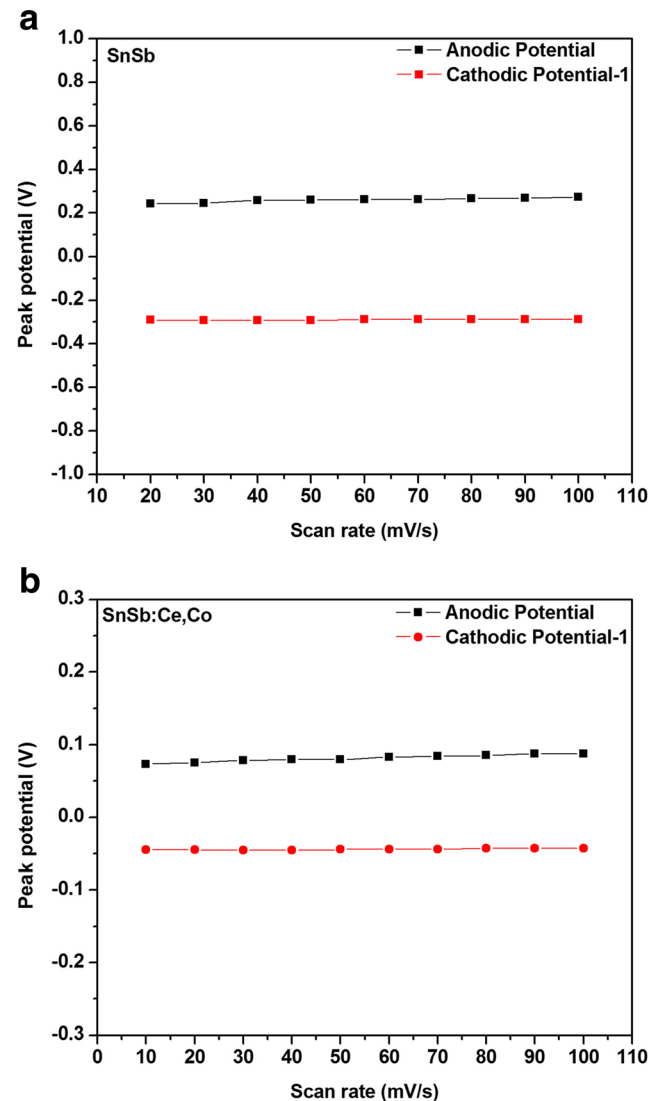 a
SnSb
Anodic Potential
Cathodic Potential-1
1.0
0.8
0.6
0.4
0.2
0.0
-0.2
-0.4
-0.6
-0.8
-1.0
Peak potential (V)
10 20 30 40 50 60 70 80 90 100 110
Scan rate (mV/s)
b
SnSb:Ce,Co
Anodic Potential
Cathodic Potential-1
0.3
0.2
0.1
0.0
-0.1
-0.2
-0.3
Peak potential (V)
0 10 20 30 40 50 60 70 80 90 100 110
Scan rate (mV/s)